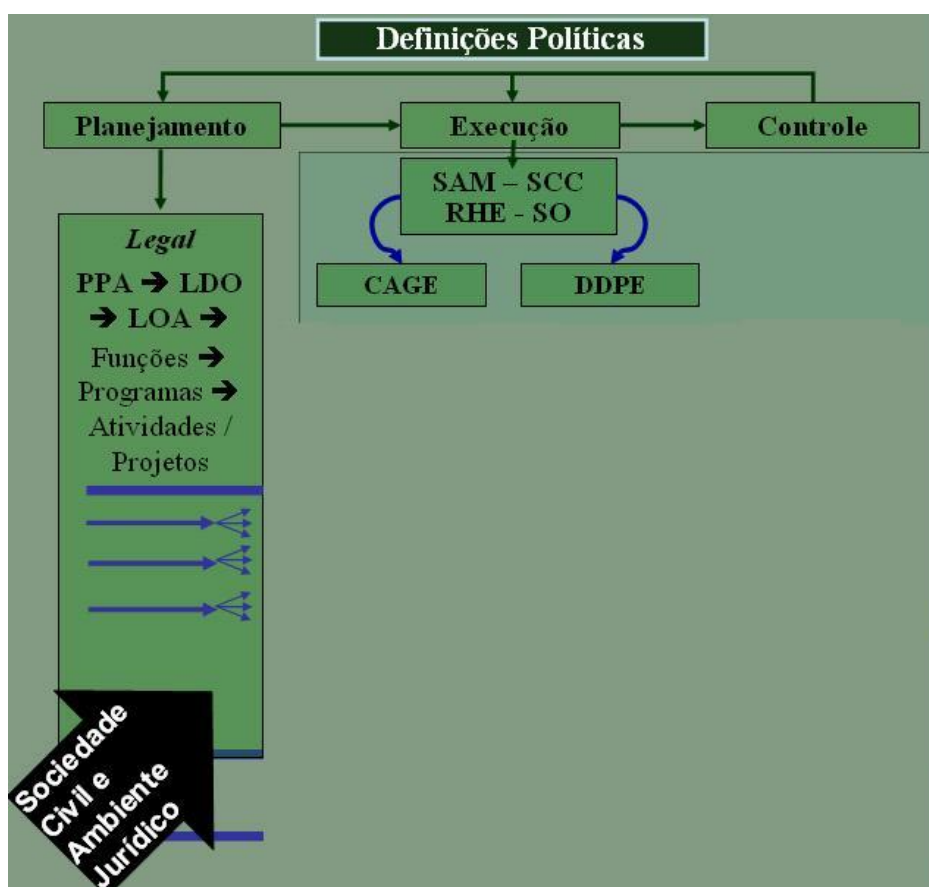 Definições Políticas
Planejamento
Execução
Controle
SAM – SCC
RHE - SO
CAGE
DDPE
Legal
PPA ➔ LDO
➔ LOA ➔
Funções ➔
Programas ➔
Atividades /
Projetos
Sociedade
Civil e
Ambiente
Jurídico